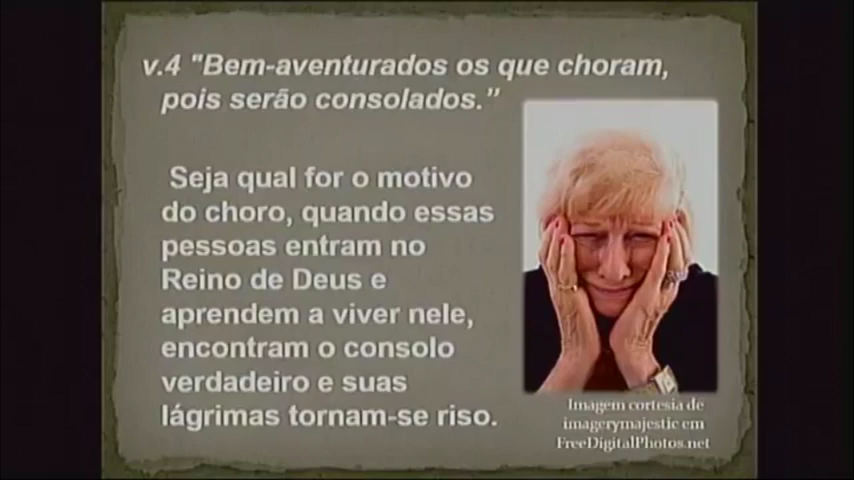 v.4 "Bem-aventurados os que choram,
pois serão consolados.”
Seja qual for o motivo
do choro, quando essas
pessoas entram no
Reino de Deus e
aprendem a viver nele,
encontram o consolo
verdadeiro e suas
lágrimas tornam-se riso.
Imagem cortesia de
imagerymajestic em
FreeDigitalPhotos.net